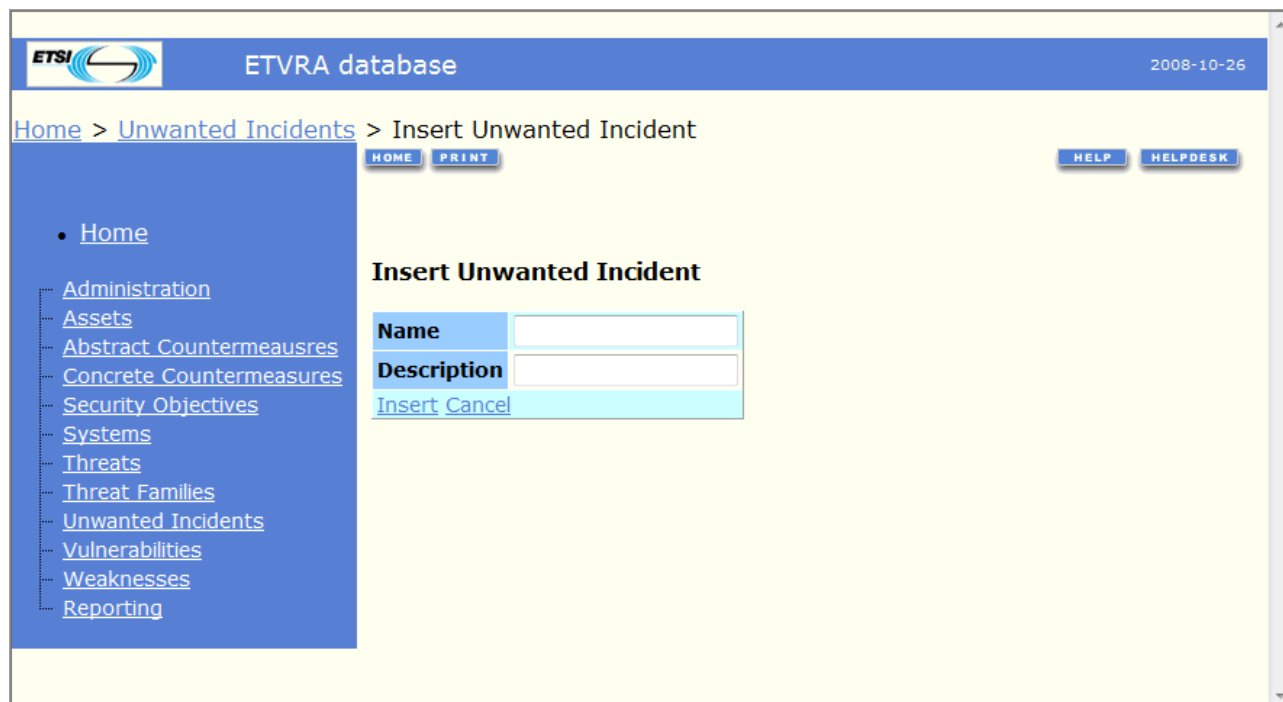 ETSI
ETVRA database
2008-10-26
Home > Unwanted Incidents > Insert Unwanted Incident
HOME PRINT
HELP HELPDESK
Home
Administration
Assets
Abstract Countermeausres
Concrete Countermeasures
Security Objectives
Systems
Threats
Threat Families
Unwanted Incidents
Vulnerabilities
Weaknesses
Reporting
Insert Unwanted Incident
Name
Description
Insert Cancel